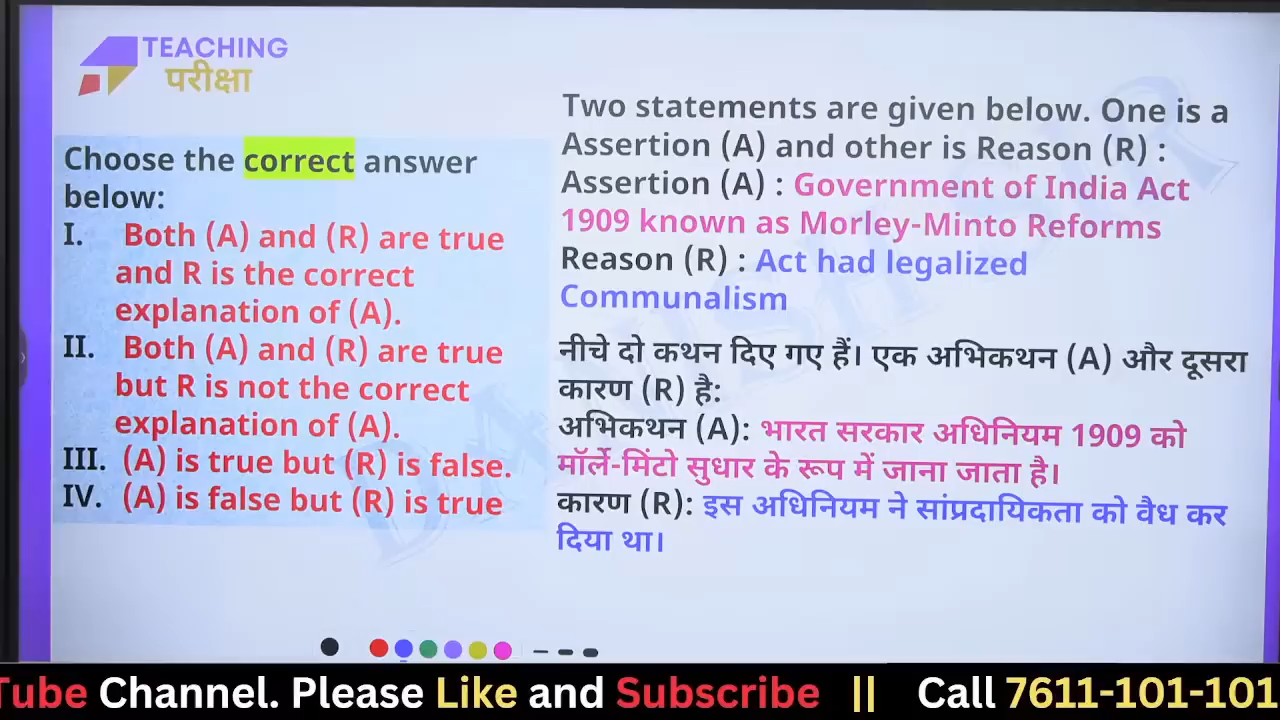 TEACHING
परीक्षा
Choose the correct answer
below:
I. Both (A) and (R) are true
and R is the correct
explanation of (A).
II. Both (A) and (R) are true
but R is not the correct
explanation of (A).
III. (A) is true but (R) is false.
IV. (A) is false but (R) is true
Two statements are given below. One is a
Assertion (A) and other is Reason (R) :
Assertion (A) : Government of India Act
1909 known as Morley-Minto Reforms
Reason (R) : Act had legalized
Communalism
नीचे दो कथन दिए गए हैं। एक अभिकथन (A) और दूसरा
कारण (R) है:
अभिकथन (A): भारत सरकार अधिनियम 1909 को
मॉर्ले-मिंटो सुधार के रूप में जाना जाता है।
कारण (R): इस अधिनियम ने सांप्रदायिकता को वैध कर
दिया था।
Tube Channel. Please Like and Subscribe || Call 7611-101-101